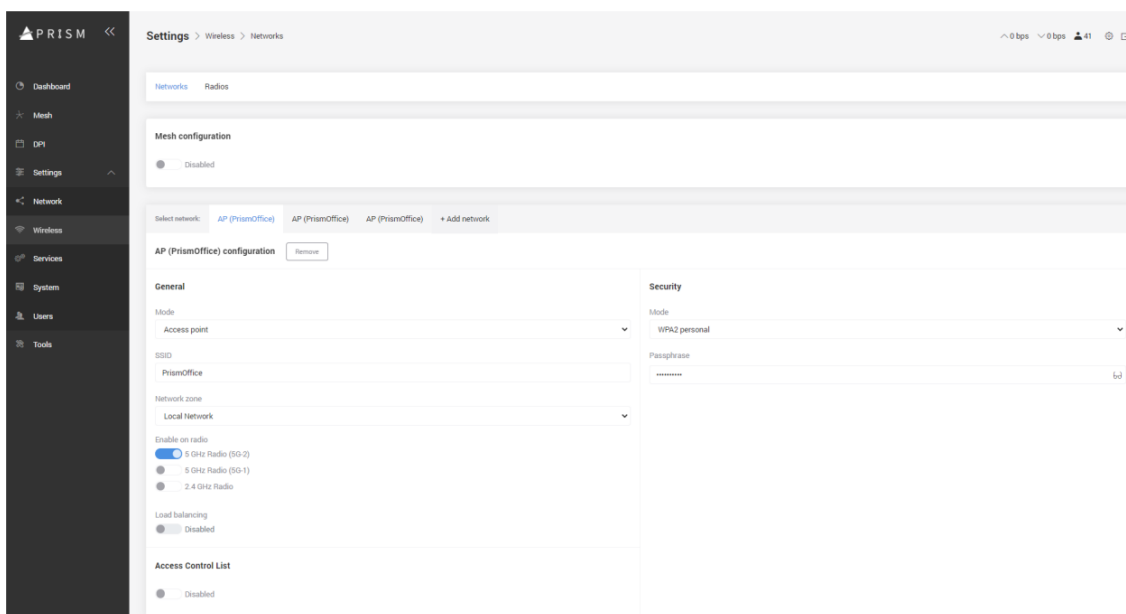 PRISM
Settings > Wireless > Networks
0 bps 0 bps 41
Dashboard
Mesh
DPI
Settings
Network
Wireless
Services
System
Users
Tools
Networks Radios
Mesh configuration
Disabled
Select network: AP (PrismOffice) AP (PrismOffice) AP (PrismOffice) + Add network
AP (PrismOffice) configuration Remove
General
Mode
Access point
SSID
PrismOffice
Network zone
Local Network
Enable on radio
5 GHz Radio (5G-2)
5 GHz Radio (5G-1)
2.4 GHz Radio
Load balancing
Disabled
Access Control List
Disabled
Security
Mode
WPA2 personal
Passphrase
••••••••••